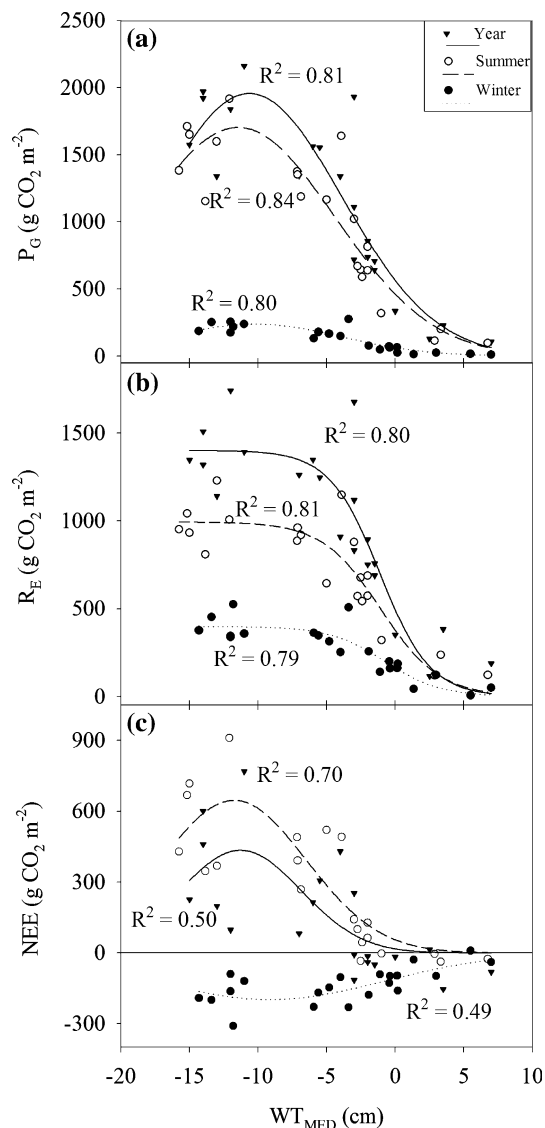 (a)
Year
Summer
Winter
2500
2000
1500
1000
500
0
P_G (g CO₂ m⁻²)
R² = 0.81
R² = 0.84
R² = 0.80
(b)
1500
1000
500
0
R_E (g CO₂ m⁻²)
R² = 0.80
R² = 0.81
R² = 0.79
(c)
900
600
300
0
-300
NEE (g CO₂ m⁻²)
R² = 0.70
R² = 0.50
R² = 0.49
-20 -15 -10 -5 0 5 10
WT_MED (cm)